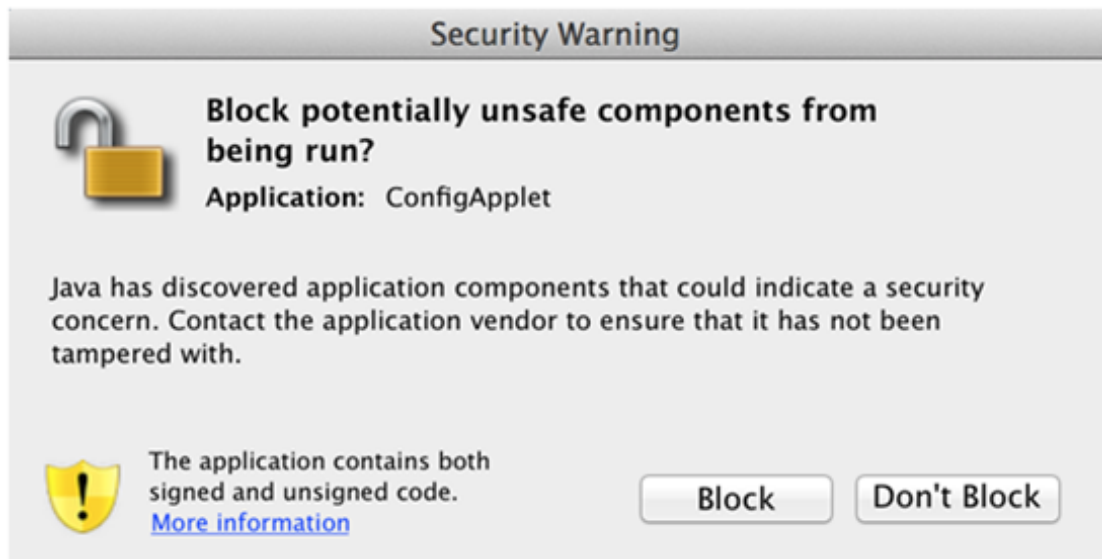 Security Warning
Block potentially unsafe components from
being run?
Application: ConfigApplet
Java has discovered application components that could indicate a security
concern. Contact the application vendor to ensure that it has not been
tampered with.
The application contains both
signed and unsigned code.
More information
Block
Don't Block